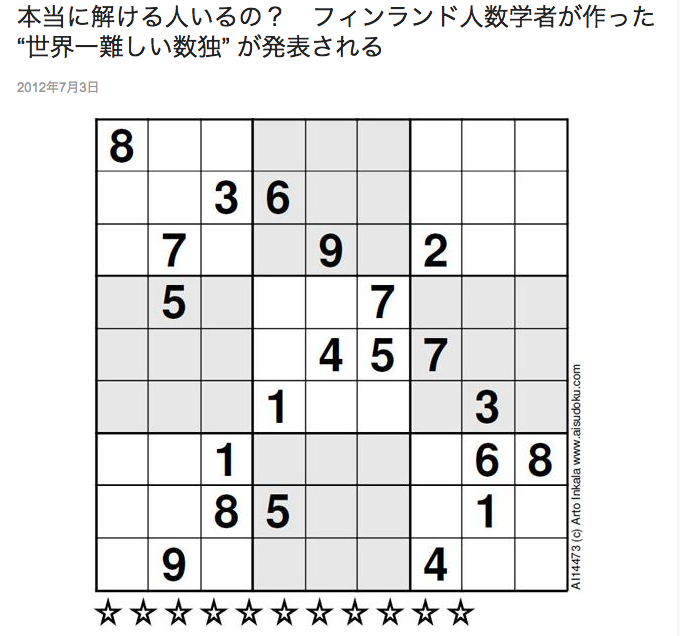 本当に解ける人いるの？　フィンランド人数学者が作った
“世界一難しい数独” が発表される
2012年7月3日
8
3 6
7 9 2
5 7
4 5 7
1 3
1 6 8
8 5 1
9 4
AI14473 (c) Arto Inkala www.aisudoku.com
☆ ☆ ☆ ☆ ☆ ☆ ☆ ☆ ☆ ☆ ☆